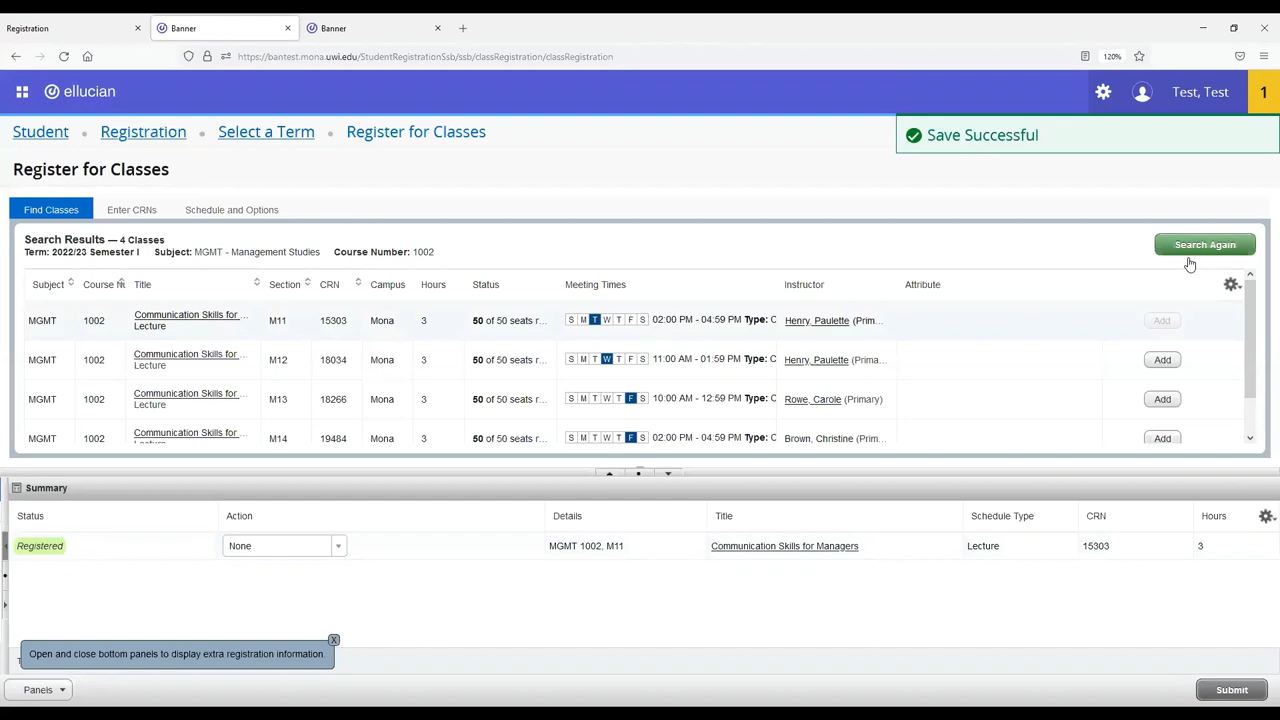 Registration × Banner × Banner × +
https://bantest.mona.uwi.edu/StudentRegistrationSsb/ssb/classRegistration/classRegistration 120%
ellucian Test, Test 1
Student • Registration • Select a Term • Register for Classes
Save Successful
Register for Classes
Find Classes Enter CRNs Schedule and Options
Search Results — 4 Classes
Term: 2022/23 Semester I Subject: MGMT - Management Studies Course Number: 1002
Search Again
Subject Course Title Section CRN Campus Hours Status Meeting Times Instructor Attribute
MGMT 1002 Communication Skills for ... Lecture M11 15303 Mona 3 50 of 50 seats r... S M T W T F S 02:00 PM - 04:59 PM Type: C Henry, Paulette (Prim... Add
MGMT 1002 Communication Skills for ... Lecture M12 18034 Mona 3 50 of 50 seats r... S M T W T F S 11:00 AM - 01:59 PM Type: C Henry, Paulette (Prima... Add
MGMT 1002 Communication Skills for ... Lecture M13 18266 Mona 3 50 of 50 seats r... S M T W T F S 10:00 AM - 12:59 PM Type: C Rowe, Carole (Primary) Add
MGMT 1002 Communication Skills for ... Lecture M14 19484 Mona 3 50 of 50 seats r... S M T W T F S 02:00 PM - 04:59 PM Type: C Brown, Christine (Prim... Add
Summary
Status Action Details Title Schedule Type CRN Hours
Registered None MGMT 1002, M11 Communication Skills for Managers Lecture 15303 3
Open and close bottom panels to display extra registration information. X
Panels Submit